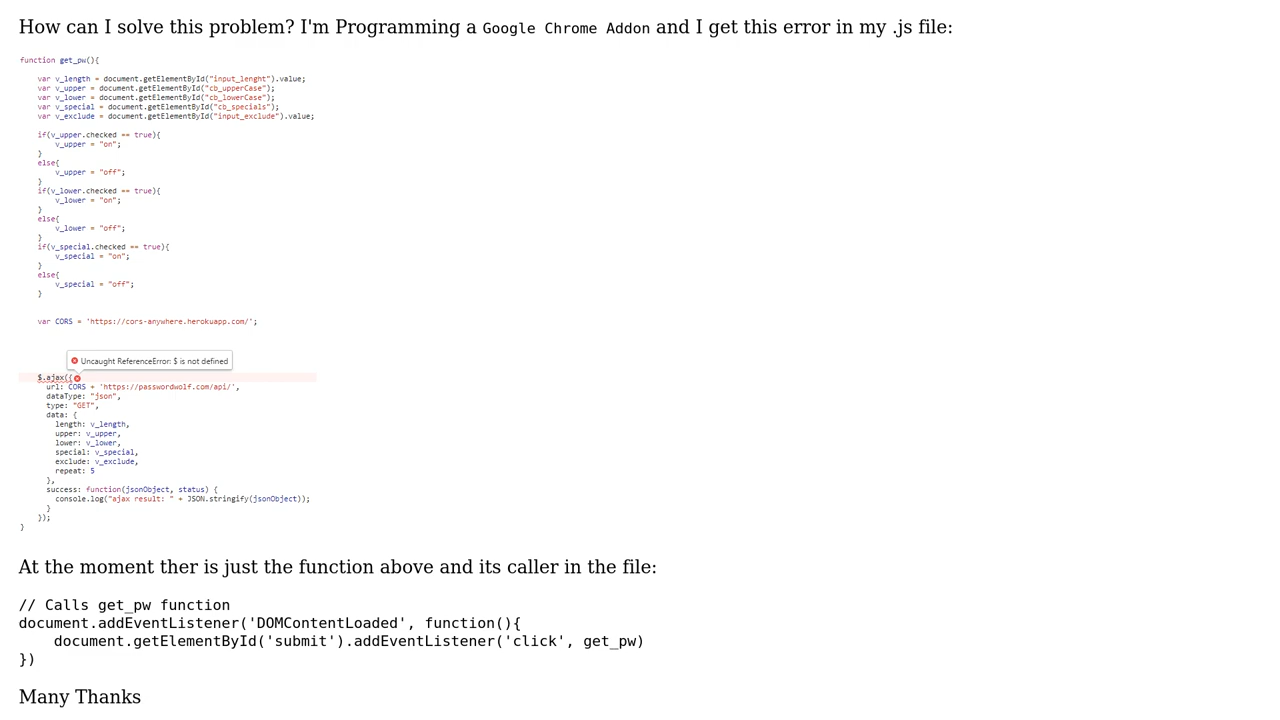 How can I solve this problem? I'm Programming a Google Chrome Addon and I get this error in my .js file:
function get_pw(){
var v_length = document.getElementById("input_lenght").value;
var v_upper = document.getElementById("cb_upperCase");
var v_lower = document.getElementById("cb_lowerCase");
var v_special = document.getElementById("cb_specials");
var v_exclude = document.getElementById("input_exclude").value;
if(v_upper.checked == true){
v_upper = "on";
}
else{
v_upper = "off";
}
if(v_lower.checked == true){
v_lower = "on";
}
else{
v_lower = "off";
}
if(v_special.checked == true){
v_special = "on";
}
else{
v_special = "off";
}
var CORS = 'https://cors-anywhere.herokuapp.com/';
Uncaught ReferenceError: $ is not defined
$.ajax({
url: CORS + 'https://passwordwolf.com/api/',
dataType: "json",
type: "GET",
data: {
length: v_length,
upper: v_upper,
lower: v_lower,
special: v_special,
exclude: v_exclude,
repeat: 5
},
success: function(jsonObject, status) {
console.log("ajax result: " + JSON.stringify(jsonObject));
}
});
}
At the moment ther is just the function above and its caller in the file:
// Calls get_pw function
document.addEventListener('DOMContentLoaded', function(){
document.getElementById('submit').addEventListener('click', get_pw)
})
Many Thanks